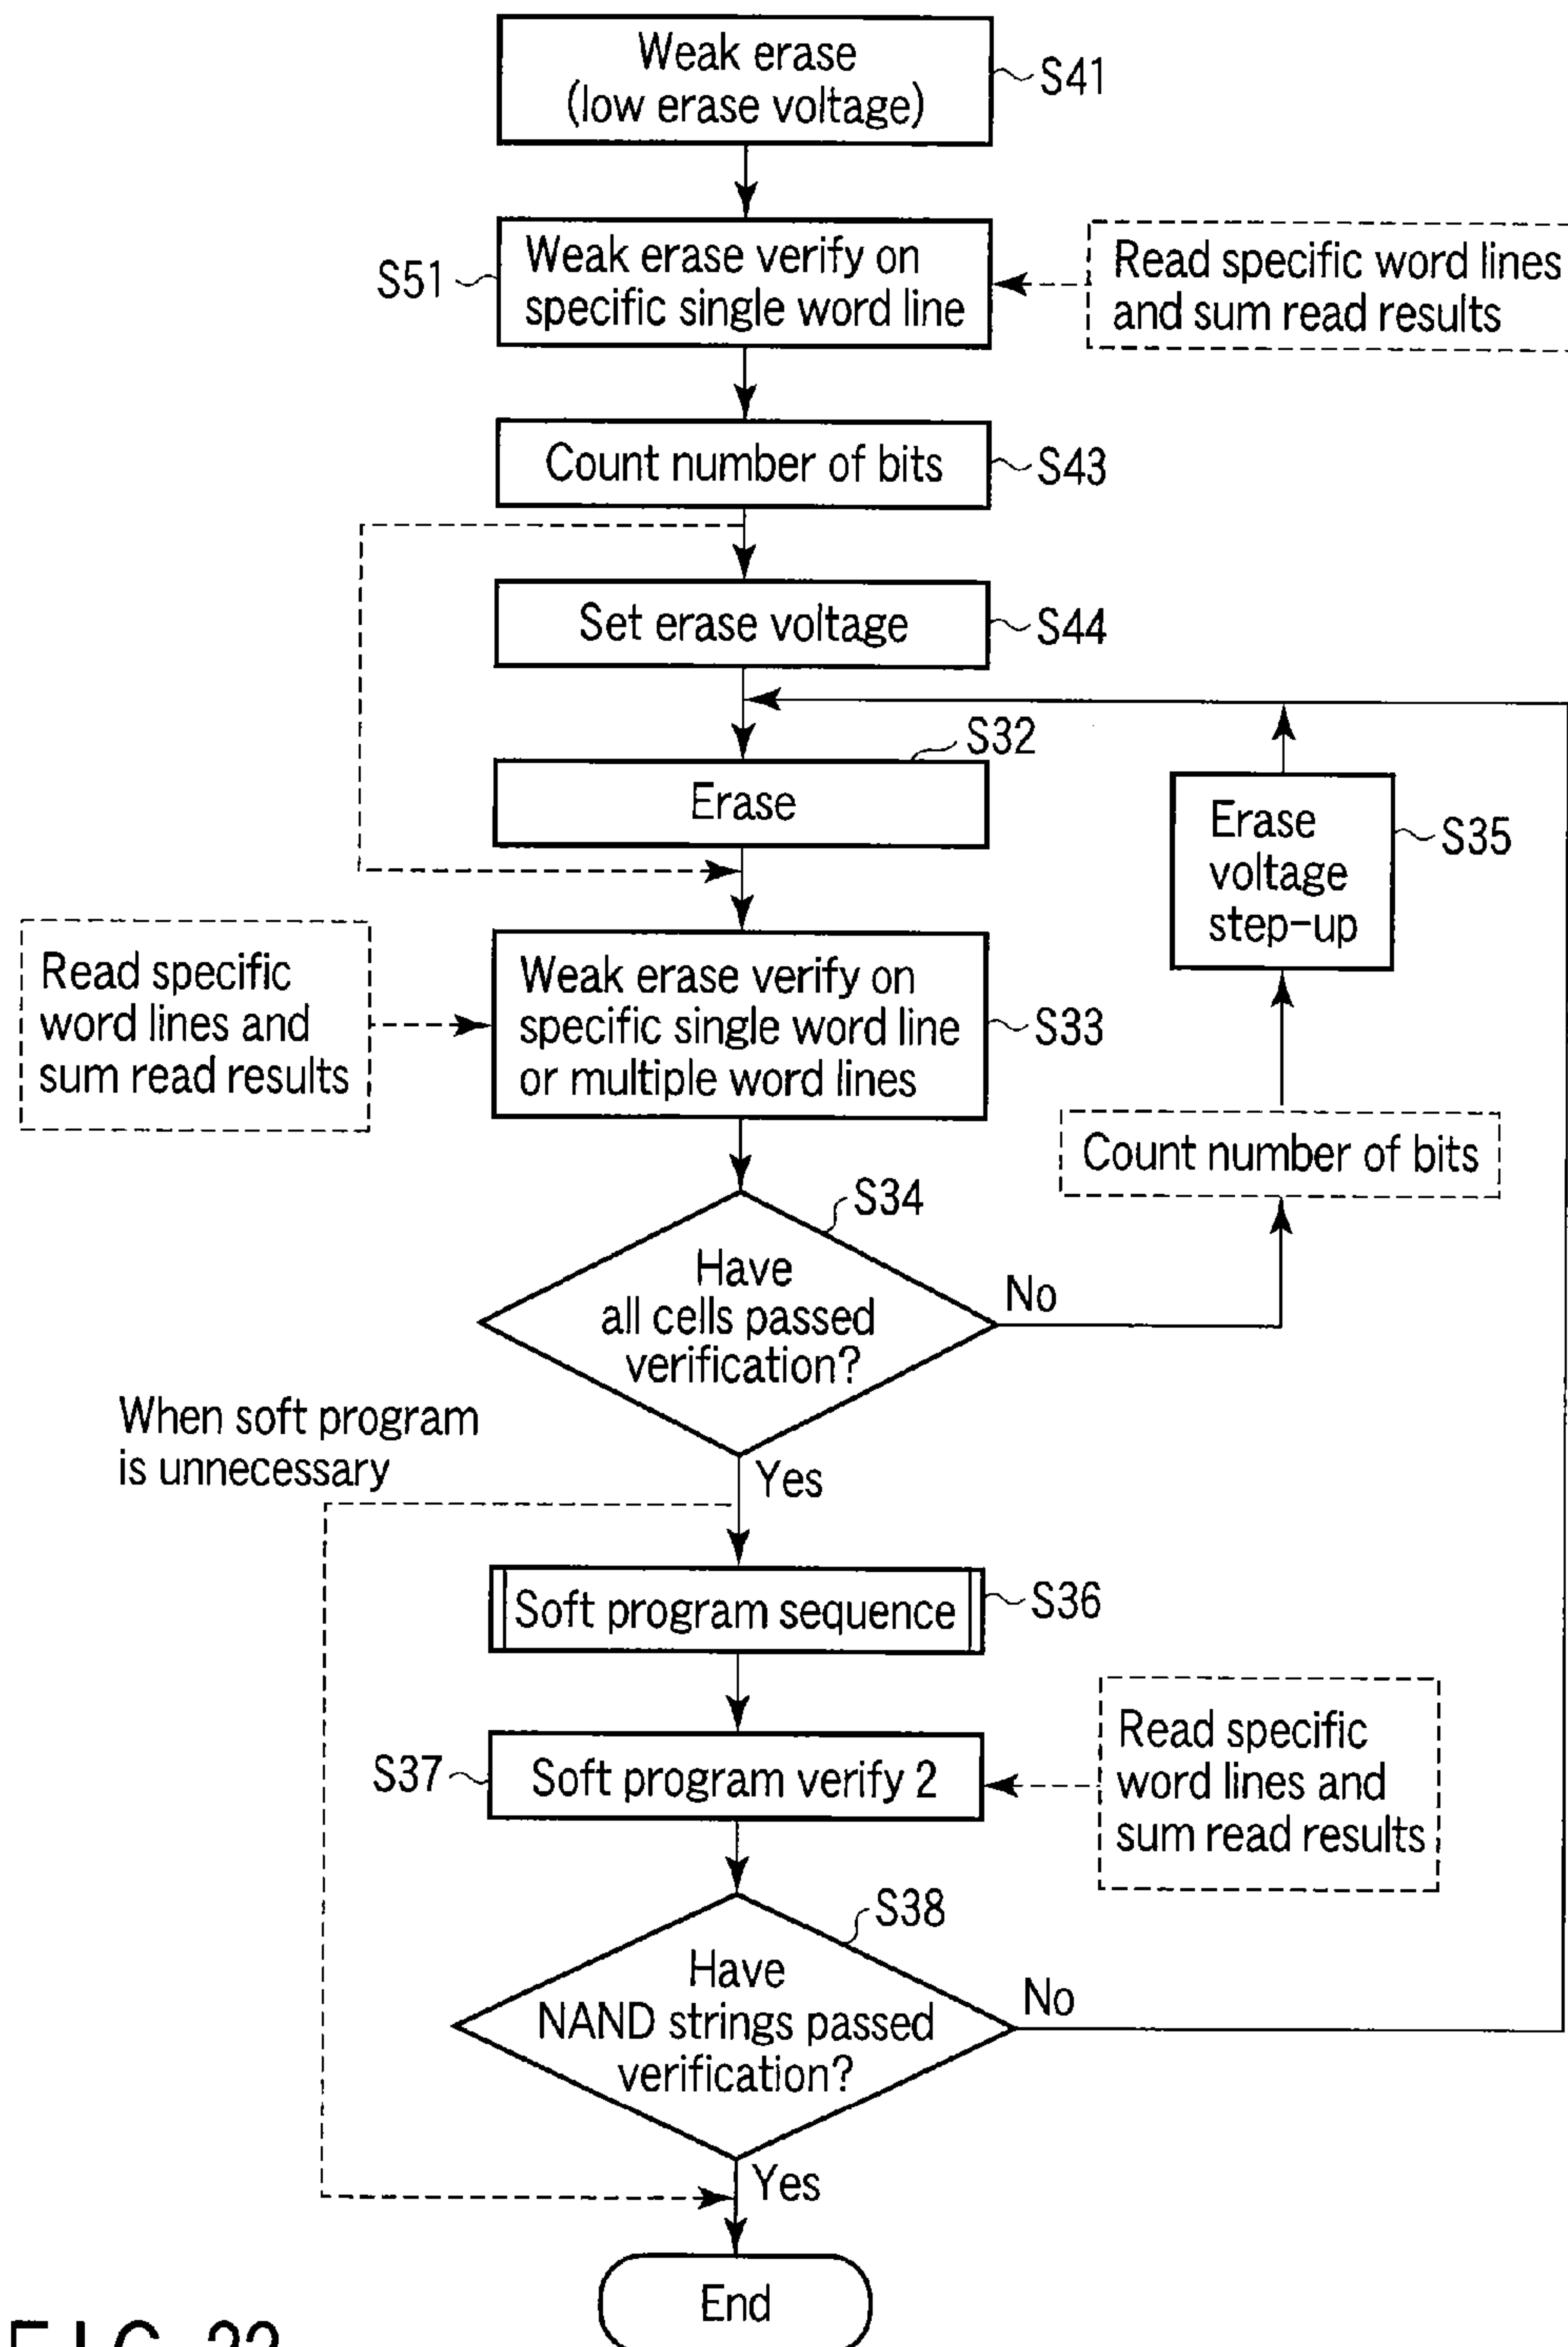 Weak erase
(low erase voltage)
S41
S51
Weak erase verify on
specific single word line
Read specific word lines
and sum read results
Count number of bits
S43
Set erase voltage
S44
S32
Erase
Erase
voltage
step-up
S35
Read specific
word lines and
sum read results
Weak erase verify on
specific single word line
or multiple word lines
S33
Count number of bits
S34
Have
all cells passed
verification?
No
When soft program
is unnecessary
Yes
Soft program sequence
S36
S37
Soft program verify 2
Read specific
word lines and
sum read results
S38
Have
NAND strings passed
verification?
No
Yes
End